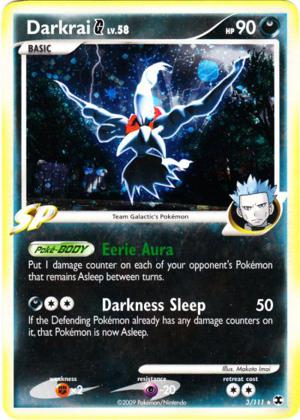 Darkrai G LV.58 HP 90
BASIC
SP
Team Galactic's Pokémon
Poké-BODY Eerie Aura
Put 1 damage counter on each of your opponent's Pokémon
that remains Asleep between turns.
Darkness Sleep 50
If the Defending Pokémon already has any damage counters on
it, that Pokémon is now Asleep.
Illus. Makoto Imai
weakness resistance retreat cost
×2 -20
©2009 Pokémon/Nintendo 3/111